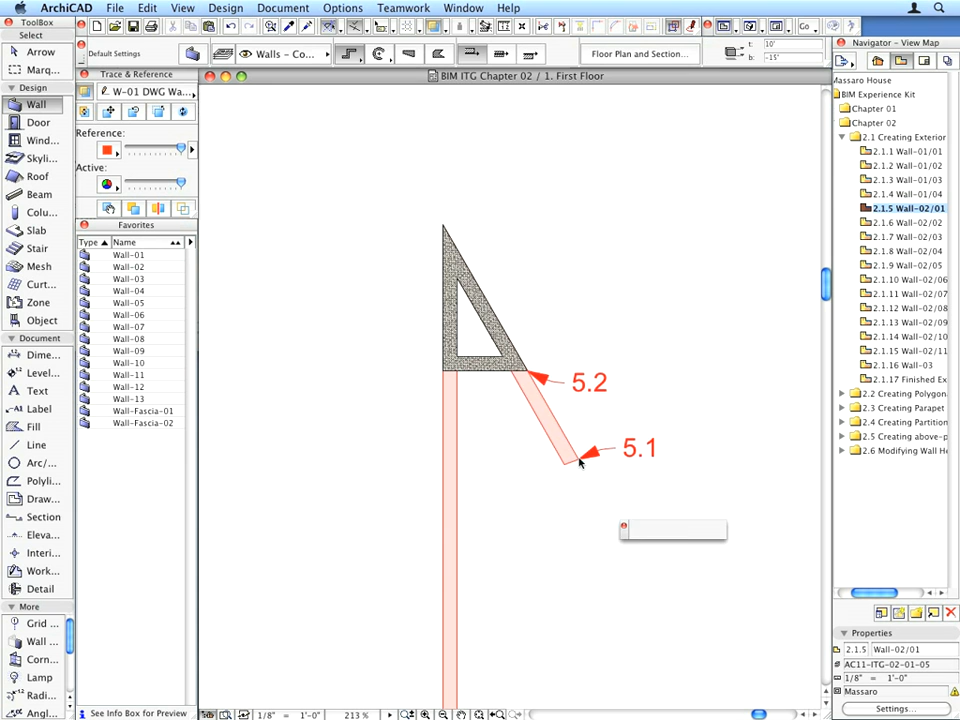 ArchiCAD File Edit View Design Document Options Teamwork Window Help
ToolBox
Select
Arrow
Marq...
Design
Wall
Door
Wind...
Skyli...
Roof
Beam
Colu...
Slab
Stair
Mesh
Curt...
Zone
Object
Document
Dime...
Level...
Text
Label
Fill
Line
Arc/...
Polyli...
Draw...
Section
Eleva...
Interi...
Work...
Detail
More
Grid ...
Wall ...
Corn...
Lamp
Radi...
Angl...
Default Settings
Walls - Co...
Floor Plan and Section...
t: 10'
b: -15'
Go
Trace & Reference
W-01 DWG Wa...
Reference:
Active:
Favorites
Type Name
Wall-01
Wall-02
Wall-03
Wall-04
Wall-05
Wall-06
Wall-07
Wall-08
Wall-09
Wall-10
Wall-11
Wall-12
Wall-13
Wall-Fascia-01
Wall-Fascia-02
See Info Box for Preview
BIM ITG Chapter 02 / 1. First Floor
5.2
5.1
1/8" = 1'-0" 213 %
Navigator - View Map
Massaro House
BIM Experience Kit
Chapter 01
Chapter 02
2.1 Creating Exterior
2.1.1 Wall-01/01
2.1.2 Wall-01/02
2.1.3 Wall-01/03
2.1.4 Wall-01/04
2.1.5 Wall-02/01
2.1.6 Wall-02/02
2.1.7 Wall-02/03
2.1.8 Wall-02/04
2.1.9 Wall-02/05
2.1.10 Wall-02/06
2.1.11 Wall-02/07
2.1.12 Wall-02/08
2.1.13 Wall-02/09
2.1.14 Wall-02/10
2.1.15 Wall-02/11
2.1.16 Wall-03
2.1.17 Finished Ex
2.2 Creating Polygon
2.3 Creating Parapet
2.4 Creating Partition
2.5 Creating above-p
2.6 Modifying Wall He
Properties
2.1.5 Wall-02/01
AC11-ITG-02-01-05
1/8" = 1'-0"
Massaro
Settings...